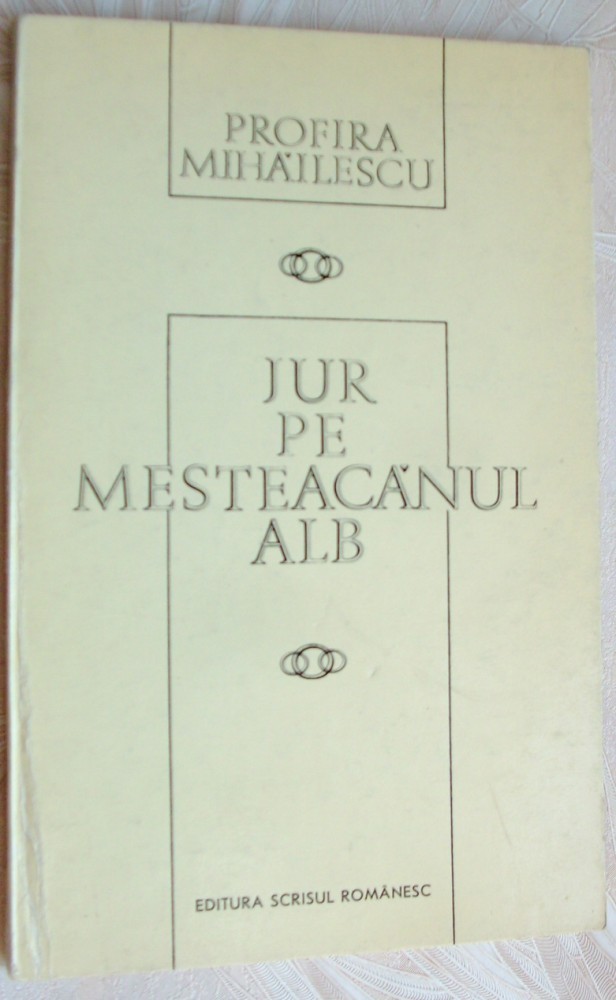 PROFIRA
MIHĂILESCU
JUR
PE
MESTEACĂNUL
ALB
EDITURA SCRISUL ROMÂNESC